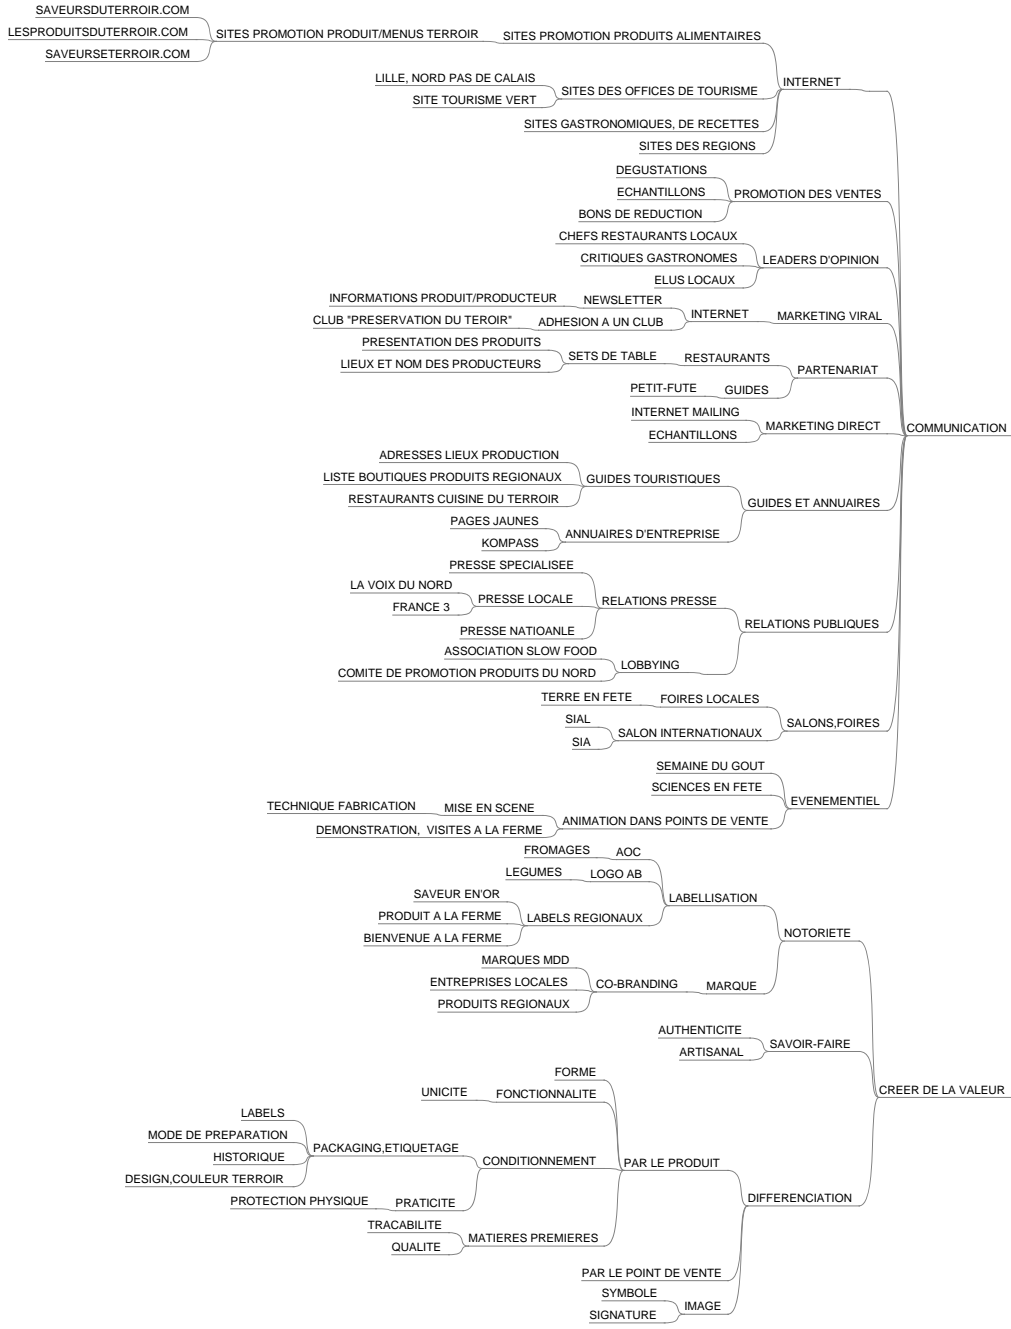 SAVEURSDUTERROIR.COM
LESPRODUITSDUTERROIR.COM
SAVEURSETERROIR.COM
SITES PROMOTION PRODUIT/MENUS TERROIR
SITES PROMOTION PRODUITS ALIMENTAIRES
LILLE, NORD PAS DE CALAIS
SITE TOURISME VERT
SITES DES OFFICES DE TOURISME
SITES GASTRONOMIQUES, DE RECETTES
SITES DES REGIONS
INTERNET
DEGUSTATIONS
ECHANTILLONS
BONS DE REDUCTION
PROMOTION DES VENTES
CHEFS RESTAURANTS LOCAUX
CRITIQUES GASTRONOMES
ELUS LOCAUX
LEADERS D'OPINION
INFORMATIONS PRODUIT/PRODUCTEUR
NEWSLETTER
CLUB "PRESERVATION DU TEROIR"
ADHESION A UN CLUB
INTERNET
MARKETING VIRAL
PRESENTATION DES PRODUITS
LIEUX ET NOM DES PRODUCTEURS
SETS DE TABLE
RESTAURANTS
PETIT-FUTE
GUIDES
PARTENARIAT
INTERNET MAILING
ECHANTILLONS
MARKETING DIRECT
COMMUNICATION
ADRESSES LIEUX PRODUCTION
LISTE BOUTIQUES PRODUITS REGIONAUX
RESTAURANTS CUISINE DU TERROIR
GUIDES TOURISTIQUES
PAGES JAUNES
KOMPASS
ANNUAIRES D'ENTREPRISE
GUIDES ET ANNUAIRES
PRESSE SPECIALISEE
LA VOIX DU NORD
FRANCE 3
PRESSE LOCALE
PRESSE NATIOANLE
RELATIONS PRESSE
ASSOCIATION SLOW FOOD
COMITE DE PROMOTION PRODUITS DU NORD
LOBBYING
RELATIONS PUBLIQUES
TERRE EN FETE
FOIRES LOCALES
SIAL
SIA
SALON INTERNATIONAUX
SALONS,FOIRES
SEMAINE DU GOUT
SCIENCES EN FETE
TECHNIQUE FABRICATION
MISE EN SCENE
DEMONSTRATION, VISITES A LA FERME
ANIMATION DANS POINTS DE VENTE
EVENEMENTIEL
FROMAGES
AOC
LEGUMES
LOGO AB
SAVEUR EN'OR
PRODUIT A LA FERME
BIENVENUE A LA FERME
LABELS REGIONAUX
LABELLISATION
MARQUES MDD
ENTREPRISES LOCALES
PRODUITS REGIONAUX
CO-BRANDING
MARQUE
NOTORIETE
AUTHENTICITE
ARTISANAL
SAVOIR-FAIRE
CREER DE LA VALEUR
FORME
UNICITE
FONCTIONNALITE
LABELS
MODE DE PREPARATION
HISTORIQUE
DESIGN,COULEUR TERROIR
PACKAGING,ETIQUETAGE
PROTECTION PHYSIQUE
PRATICITE
CONDITIONNEMENT
TRACABILITE
QUALITE
MATIERES PREMIERES
PAR LE PRODUIT
PAR LE POINT DE VENTE
SYMBOLE
SIGNATURE
IMAGE
DIFFERENCIATION